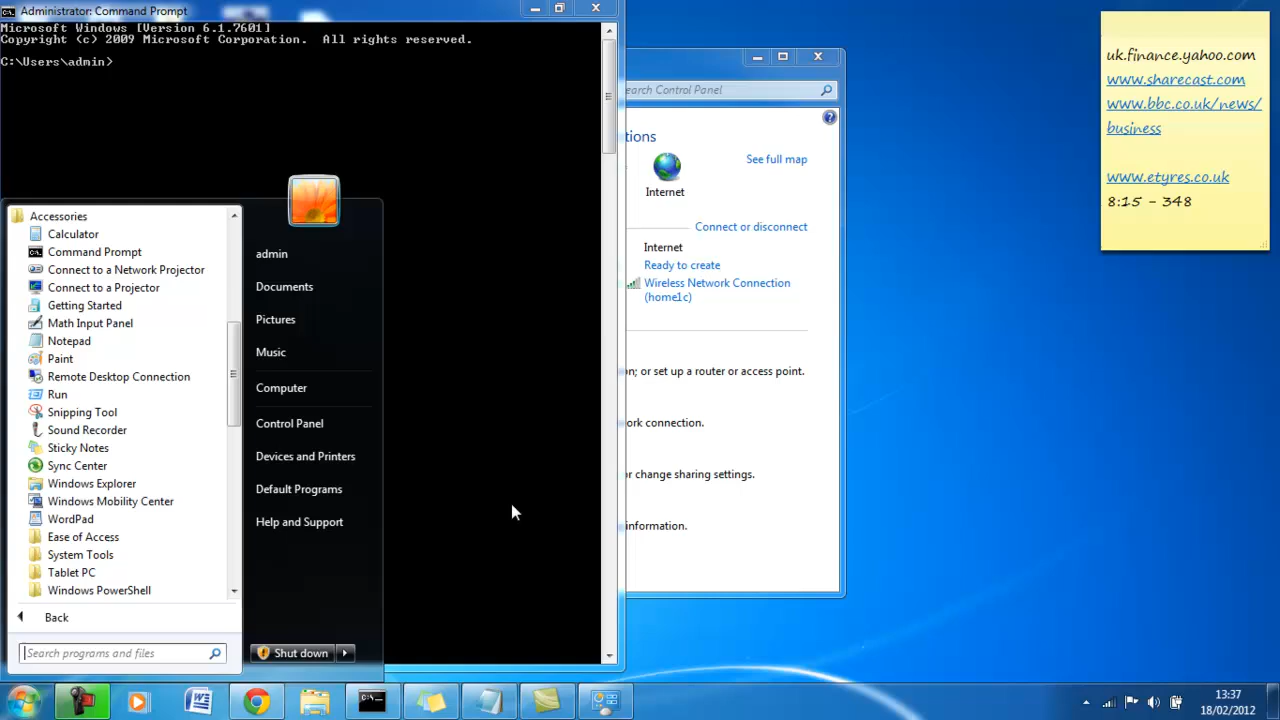 Administrator: Command Prompt
Microsoft Windows [Version 6.1.7601]
Copyright (c) 2009 Microsoft Corporation.  All rights reserved.
C:\Users\admin>
earch Control Panel
tions
See full map
Internet
Connect or disconnect
Internet
Ready to create
Wireless Network Connection
(home1c)
on; or set up a router or access point.
ork connection.
r change sharing settings.
information.
uk.finance.yahoo.com
www.sharecast.com
www.bbc.co.uk/news/
business
www.etyres.co.uk
8:15 - 348
Accessories
Calculator
Command Prompt
Connect to a Network Projector
Connect to a Projector
Getting Started
Math Input Panel
Notepad
Paint
Remote Desktop Connection
Run
Snipping Tool
Sound Recorder
Sticky Notes
Sync Center
Windows Explorer
Windows Mobility Center
WordPad
Ease of Access
System Tools
Tablet PC
Windows PowerShell
Back
Search programs and files
admin
Documents
Pictures
Music
Computer
Control Panel
Devices and Printers
Default Programs
Help and Support
Shut down
13:37
18/02/2012